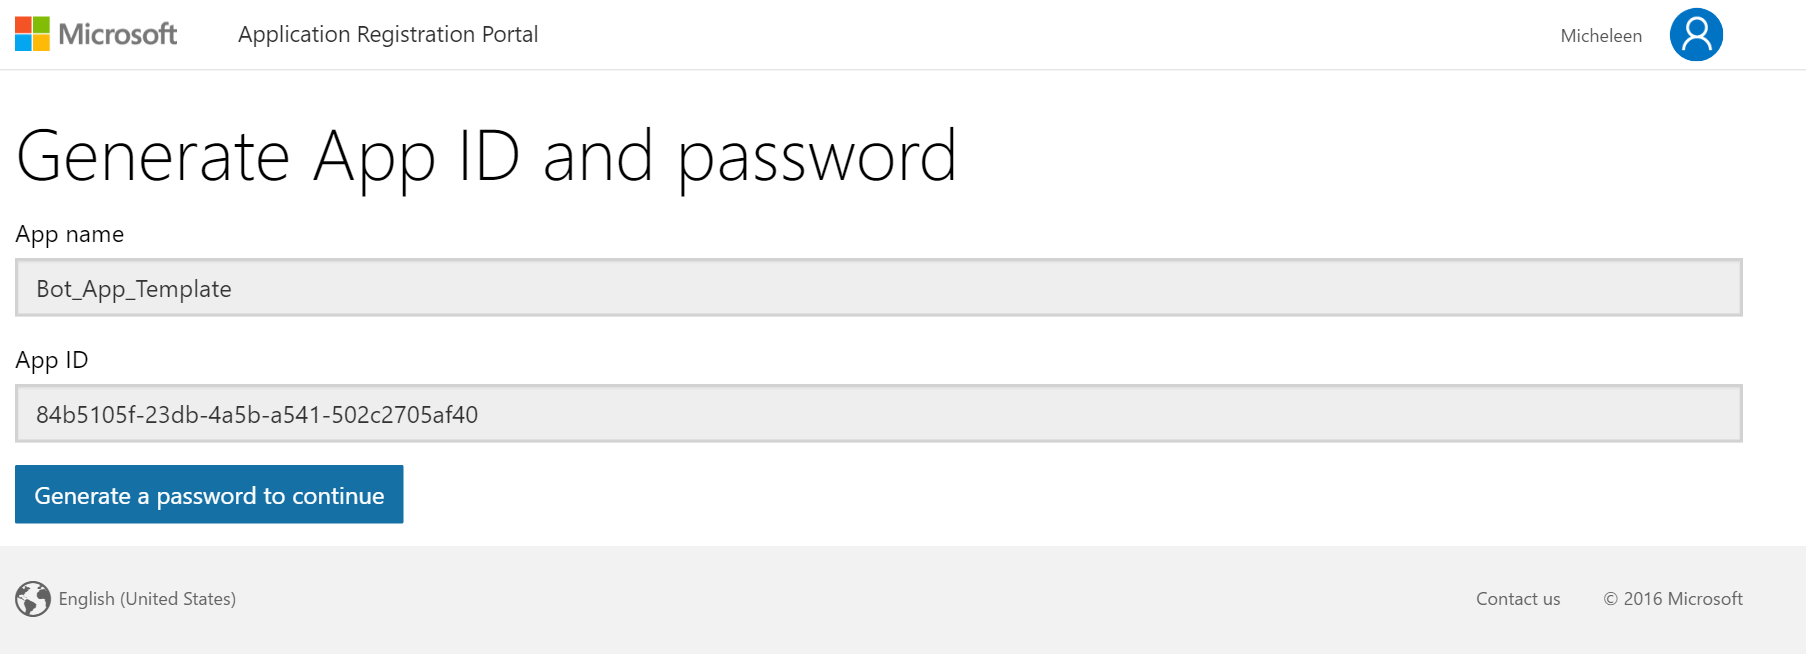 Microsoft Application Registration Portal Micheleen
Generate App ID and password
App name
Bot_App_Template
App ID
84b5105f-23db-4a5b-a541-502c2705af40
Generate a password to continue
English (United States) Contact us © 2016 Microsoft